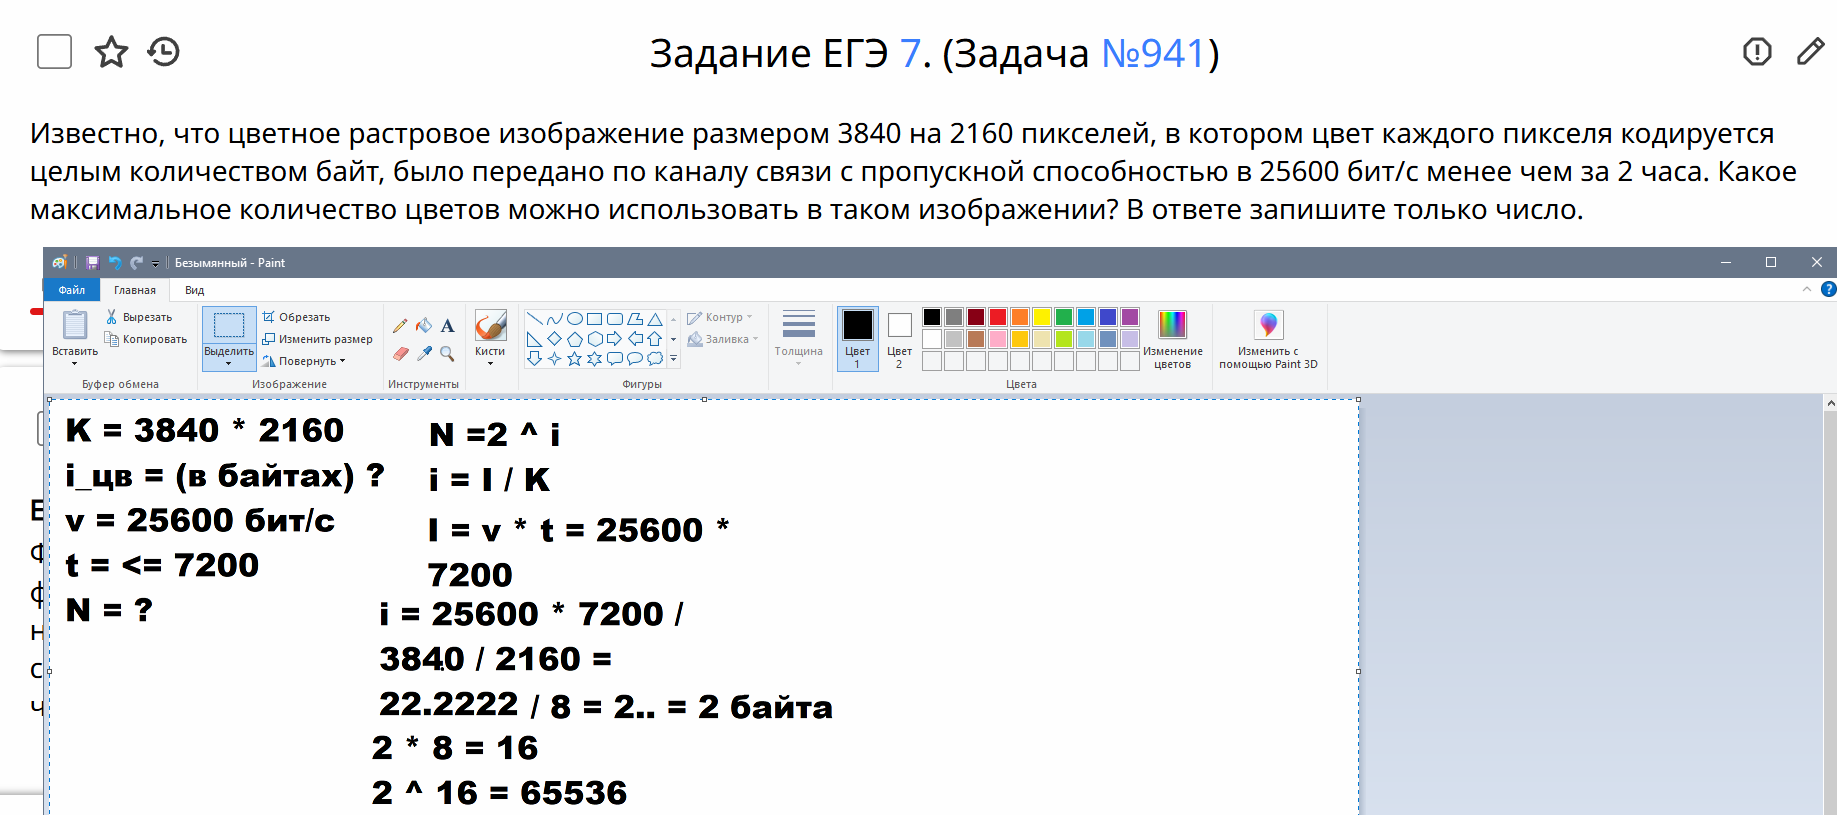 Задание ЕГЭ 7. (Задача №941)
Известно, что цветное растровое изображение размером 3840 на 2160 пикселей, в котором цвет каждого пикселя кодируется
целым количеством байт, было передано по каналу связи с пропускной способностью в 25600 бит/с менее чем за 2 часа. Какое
максимальное количество цветов можно использовать в таком изображении? В ответе запишите только число.
Безымянный - Paint
Файл Главная Вид
Вставить
Вырезать
Копировать
Буфер обмена
Выделить
Обрезать
Изменить размер
Повернуть
Изображение
Инструменты
Кисти
Контур
Заливка
Фигуры
Толщина
Цвет 1
Цвет 2
Изменение цветов
Цвета
Изменить с помощью Paint 3D
K = 3840 * 2160
i_цв = (в байтах) ?
v = 25600 бит/с
t = <= 7200
N = ?
N =2 ^ i
i = I / K
I = v * t = 25600 *
7200
i = 25600 * 7200 /
3840 / 2160 =
22.2222 / 8 = 2.. = 2 байта
2 * 8 = 16
2 ^ 16 = 65536